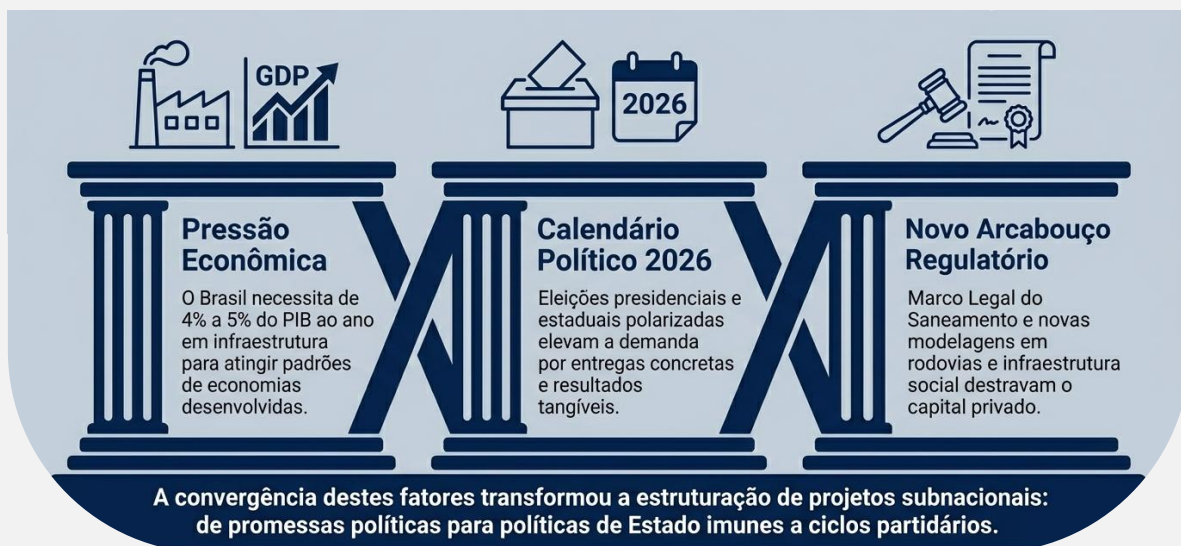 GDP
2026
Pressão
Econômica
O Brasil necessita de
4% a 5% do PIB ao ano
em infraestrutura
para atingir padrões
de economias
desenvolvidas.
Calendário
Político 2026
Eleições presidenciais e
estaduais polarizadas
elevam a demanda
por entregas concretas
e resultados
tangíveis.
Novo Arcabouço
Regulatório
Marco Legal do
Saneamento e novas
modelagens em
rodovias e infraestrutura
social destravam o
capital privado.
A convergência destes fatores transformou a estruturação de projetos subnacionais:
de promessas políticas para políticas de Estado imunes a ciclos partidários.